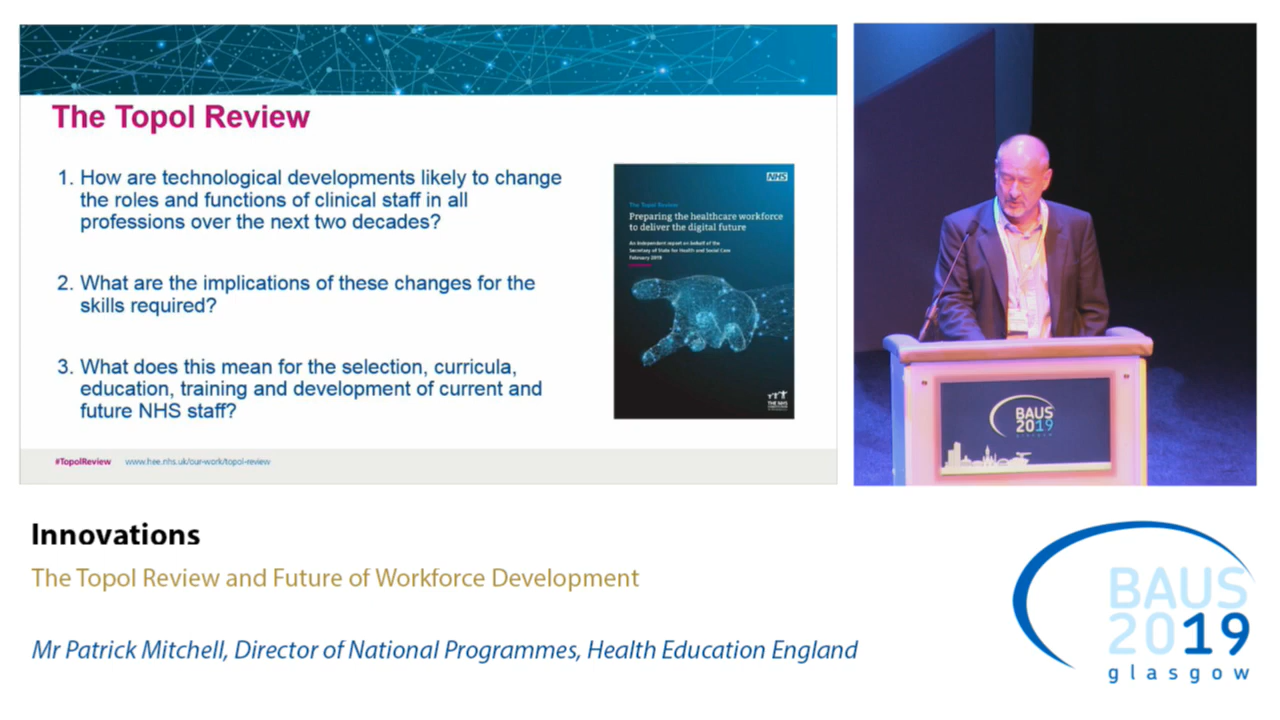 The Topol Review
1. How are technological developments likely to change
the roles and functions of clinical staff in all
professions over the next two decades?
2. What are the implications of these changes for the
skills required?
3. What does this mean for the selection, curricula,
education, training and development of current and
future NHS staff?
#TopolReview www.hee.nhs.uk/our-work/topol-review
NHS
The Topol Review
Preparing the healthcare workforce
to deliver the digital future
An independent report on behalf of the
Secretary of State for Health and Social Care
February 2019
BAUS
2019
glasgow
Innovations
The Topol Review and Future of Workforce Development
Mr Patrick Mitchell, Director of National Programmes, Health Education England
BAUS
2019
glasgow